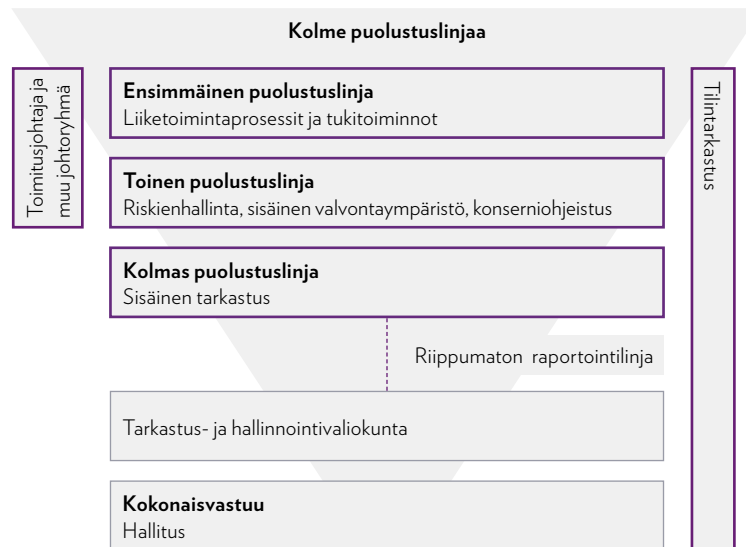 Kolme puolustuslinjaa
Toimitusjohtaja ja
muu johtoryhmä
Ensimmäinen puolustuslinja
Liiketoimintaprosessit ja tukitoiminnot
Toinen puolustuslinja
Riskienhallinta, sisäinen valvontaympäristö, konserniohjeistus
Kolmas puolustuslinja
Sisäinen tarkastus
Tilintarkastus
Riippumaton raportointilinja
Tarkastus- ja hallinnointivaliokunta
Kokonaisvastuu
Hallitus